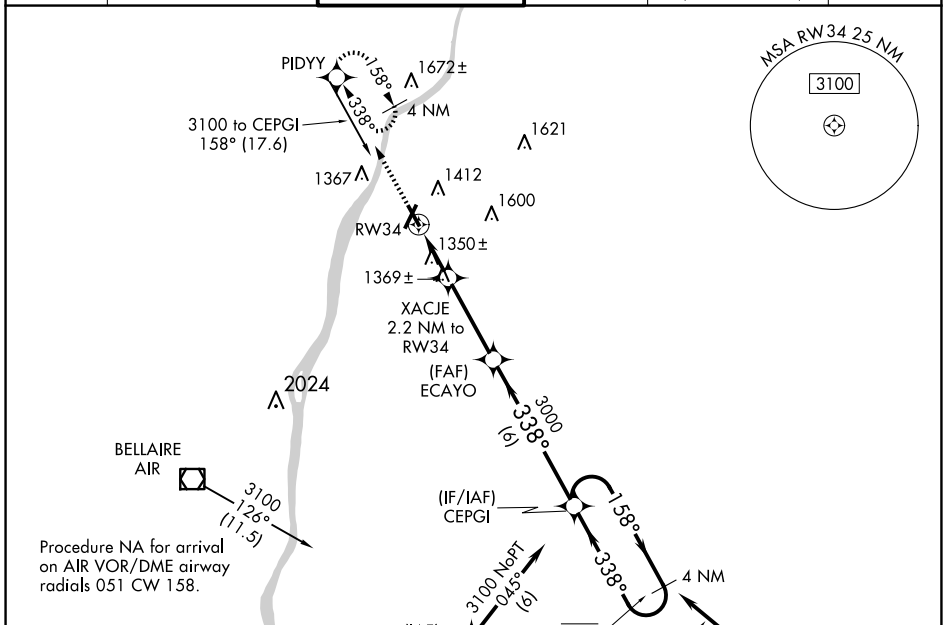 MSA RW34 25 NM
3100
PIDYY
158°
1672±
338°
4 NM
3100 to CEPGI
158° (17.6)
1621
1367
1412
1600
RW34
1350±
1369±
XACJE
2.2 NM to
RW34
(FAF)
ECAYO
2024
3000
338°
(6)
BELLAIRE
AIR
3100
126°
(11.5)
(IF/IAF)
CEPGI
158°
338°
4 NM
Procedure NA for arrival
on AIR VOR/DME airway
radials 051 CW 158.
3100 NoPT
045°
(6)